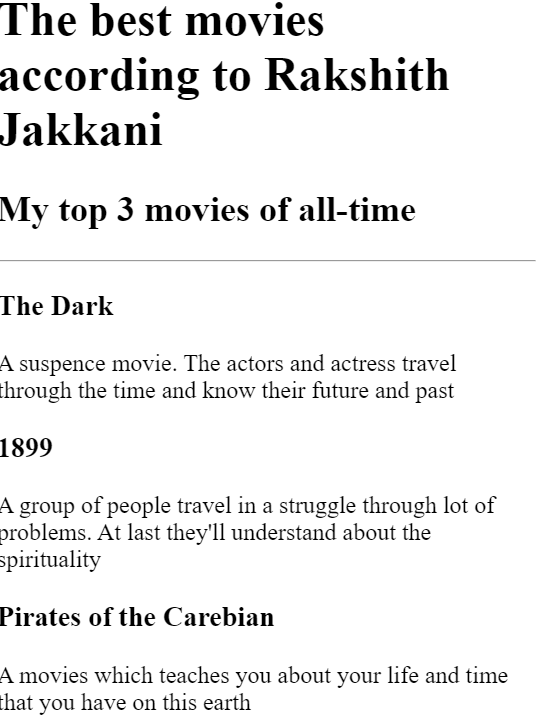 The best movies
according to Rakshith
Jakkani
My top 3 movies of all-time
The Dark
A suspence movie. The actors and actress travel
through the time and know their future and past
1899
A group of people travel in a struggle through lot of
problems. At last they'll understand about the
spirituality
Pirates of the Carebian
A movies which teaches you about your life and time
that you have on this earth